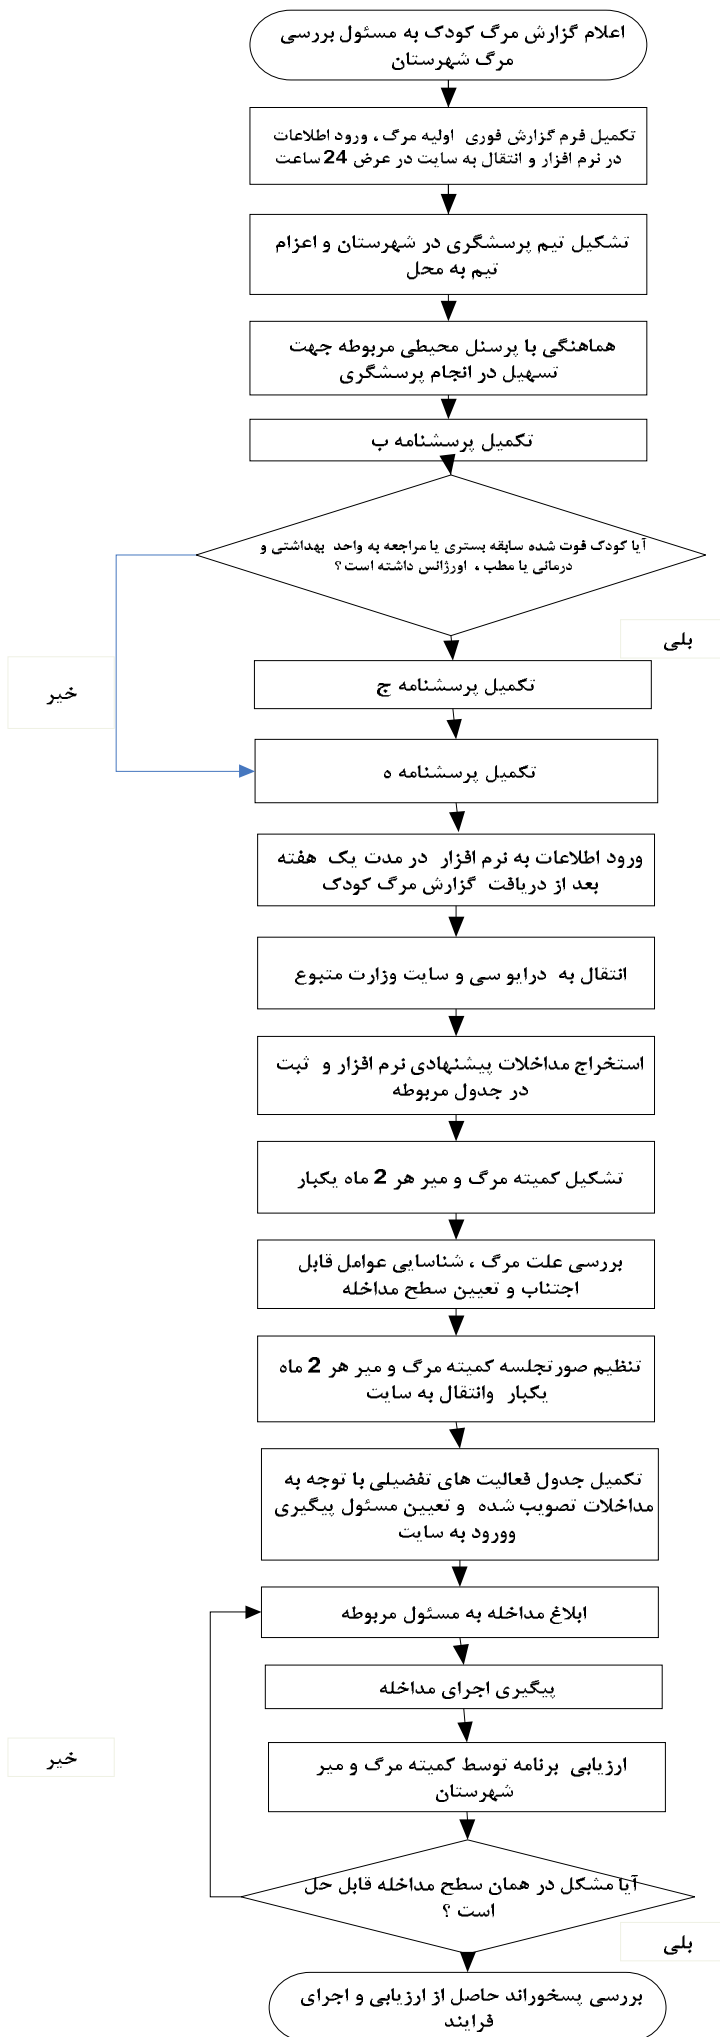 اعلام گزارش مرگ کودک به مسئول بررسی
مرگ شهرستان
تکمیل فرم گزارش فوری اولیه مرگ ، ورود اطلاعات
در نرم افزار و انتقال به سایت در عرض 24 ساعت
تشکیل تیم پرسشگری در شهرستان و اعزام
تیم به محل
هماهنگی با پرسنل محیطی مربوطه جهت
تسهیل در انجام پرسشگری
تکمیل پرسشنامه ب
آیا کودک فوت شده سابقه بستری یا مراجعه به واحد بهداشتی و
درمانی یا مطب ، اورژانس داشته است ؟
بلی
خیر
تکمیل پرسشنامه ج
تکمیل پرسشنامه ه
ورود اطلاعات به نرم افزار در مدت یک هفته
بعد از دریافت گزارش مرگ کودک
انتقال به درایو سی و سایت وزارت متبوع
استخراج مداخلات پیشنهادی نرم افزار و ثبت
در جدول مربوطه
تشکیل کمیته مرگ و میر هر 2 ماه یکبار
بررسی علت مرگ ، شناسایی عوامل قابل
اجتناب و تعیین سطح مداخله
تنظیم صورتجلسه کمیته مرگ و میر هر 2 ماه
یکبار وانتقال به سایت
تکمیل جدول فعالیت های تفضیلی با توجه به
مداخلات تصویب شده و تعیین مسئول پیگیری
وورود به سایت
ابلاغ مداخله به مسئول مربوطه
پیگیری اجرای مداخله
خیر
ارزیابی برنامه توسط کمیته مرگ و میر
شهرستان
آیا مشکل در همان سطح مداخله قابل حل
است ؟
بلی
بررسی پسخوراند حاصل از ارزیابی و اجرای
فرایند